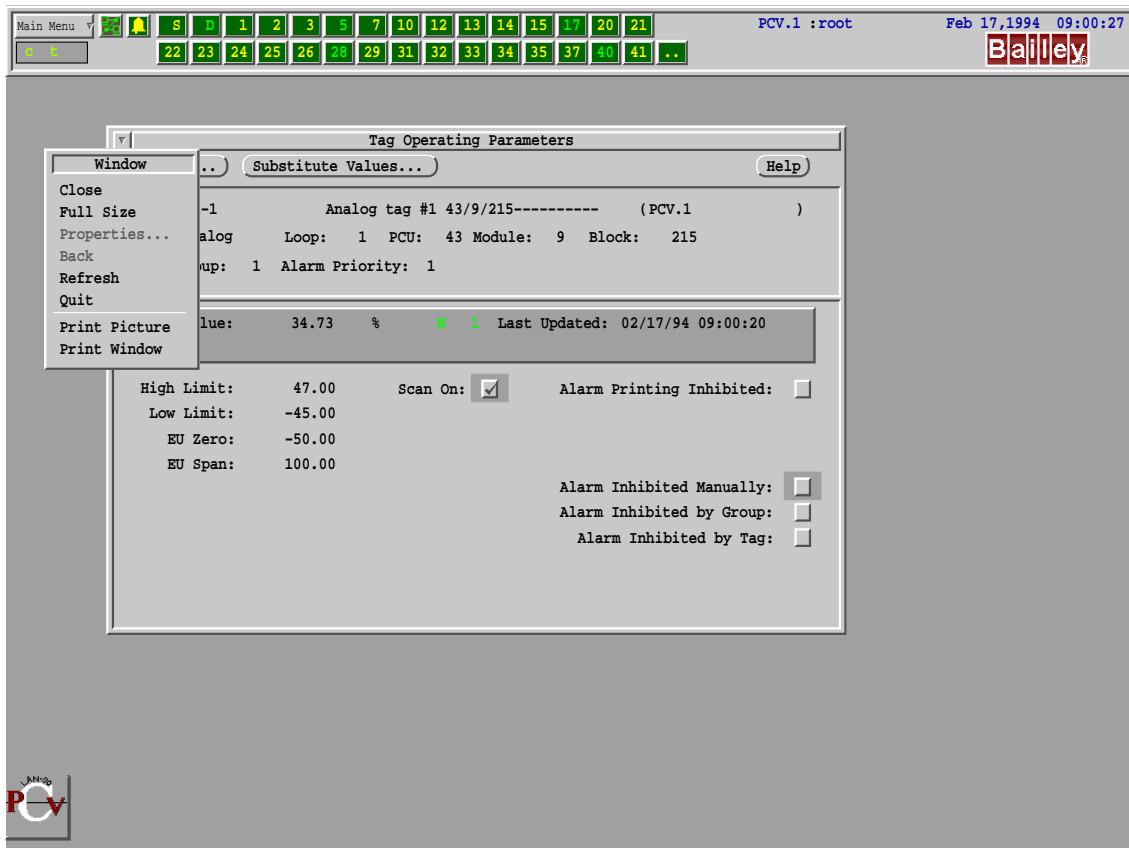 Main Menu S D 1 2 3 5 7 10 12 13 14 15 17 20 21 PCV.1 :root Feb 17,1994 09:00:27
c t 22 23 24 25 26 28 29 31 32 33 34 35 37 40 41 .. Bailey ®
Tag Operating Parameters
..) Substitute Values... Help
Window
Close
Full Size
Properties...
Back
Refresh
Quit
Print Picture
Print Window
-1 Analog tag #1 43/9/215---------- (PCV.1 )
alog Loop: 1 PCU: 43 Module: 9 Block: 215
up: 1 Alarm Priority: 1
lue: 34.73 % N 1 Last Updated: 02/17/94 09:00:20
High Limit: 47.00 Scan On: Alarm Printing Inhibited:
Low Limit: -45.00
EU Zero: -50.00
EU Span: 100.00
Alarm Inhibited Manually:
Alarm Inhibited by Group:
Alarm Inhibited by Tag:
LAN-90
PCV